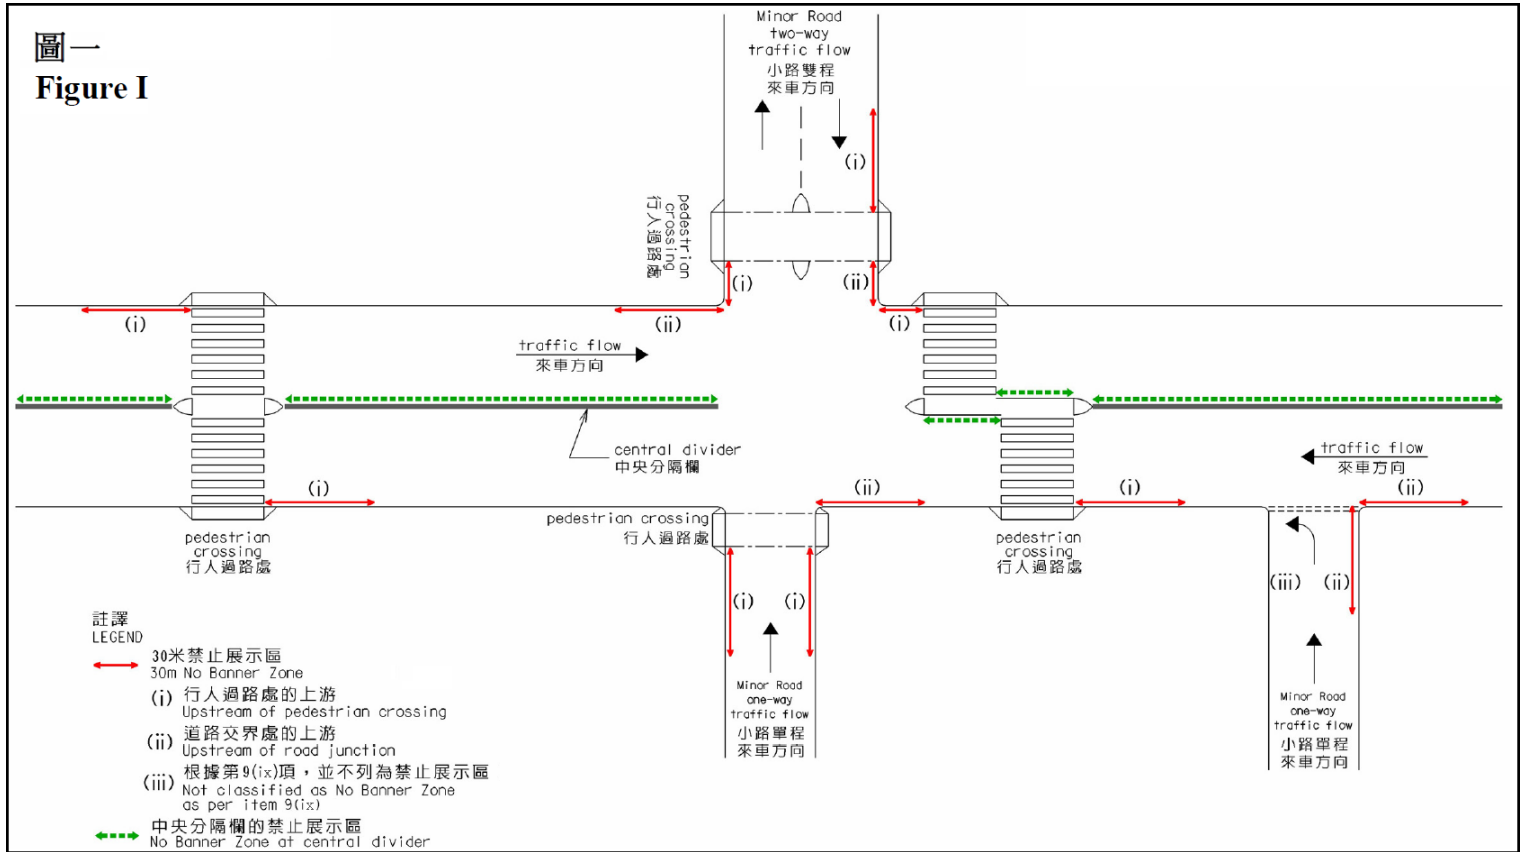 圖一
Figure I
Minor Road
two-way
traffic flow
小路雙程
來車方向
(i)
pedestrian
crossing
行人過路處
(i)
(ii)
(i)
(ii)
(i)
traffic flow
來車方向
central divider
中央分隔欄
traffic flow
來車方向
(i)
(ii)
(i)
(ii)
pedestrian crossing
行人過路處
pedestrian
crossing
行人過路處
pedestrian
crossing
行人過路處
(i)
(i)
(iii)
(ii)
Minor Road
one-way
traffic flow
小路單程
來車方向
Minor Road
one-way
traffic flow
小路單程
來車方向
註譯
LEGEND
30米禁止展示區
30m No Banner Zone
(i) 行人過路處的上游
Upstream of pedestrian crossing
(ii) 道路交界處的上游
Upstream of road junction
(iii) 根據第9(ix)項，並不列為禁止展示區
Not classified as No Banner Zone
as per item 9(ix)
中央分隔欄的禁止展示區
No Banner Zone at central divider